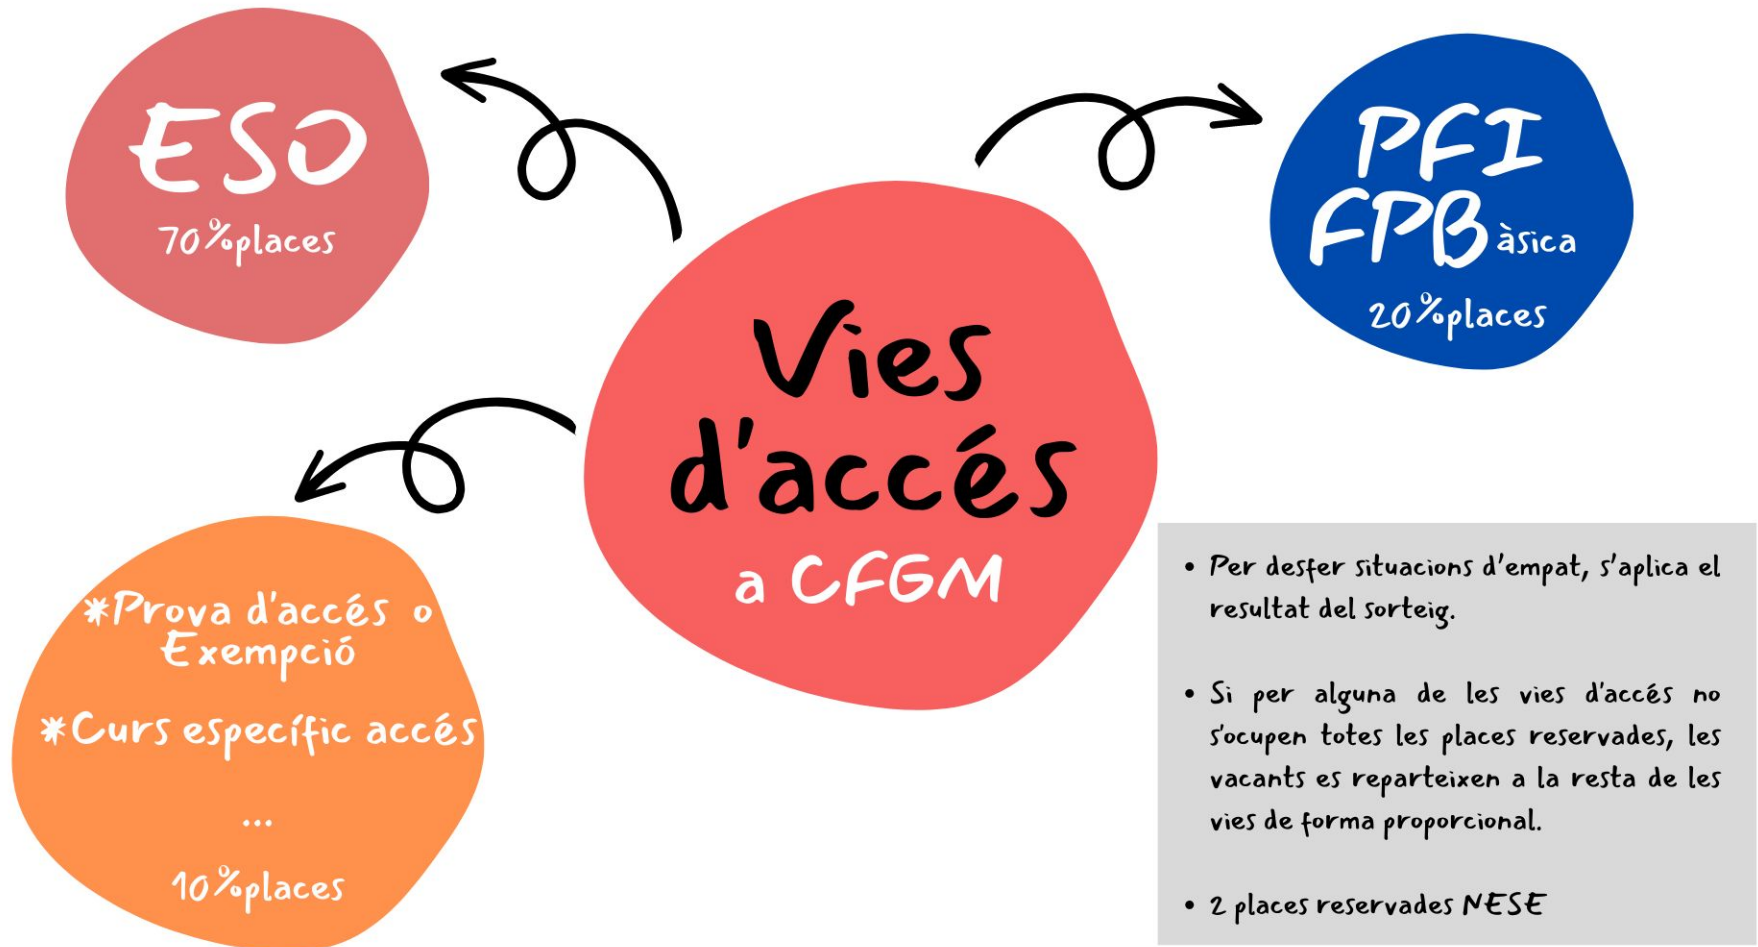 ESO
70%places
PFI
FPBàsica
20%places
Vies
d'accés
a CFGM
*Prova d'accés o
Exempció
*Curs específic accés
...
10%places
• Per desfer situacions d'empat, s'aplica el
resultat del sorteig.
• Si per alguna de les vies d'accés no
s'ocupen totes les places reservades, les
vacants es reparteixen a la resta de les
vies de forma proporcional.
• 2 places reservades NESE